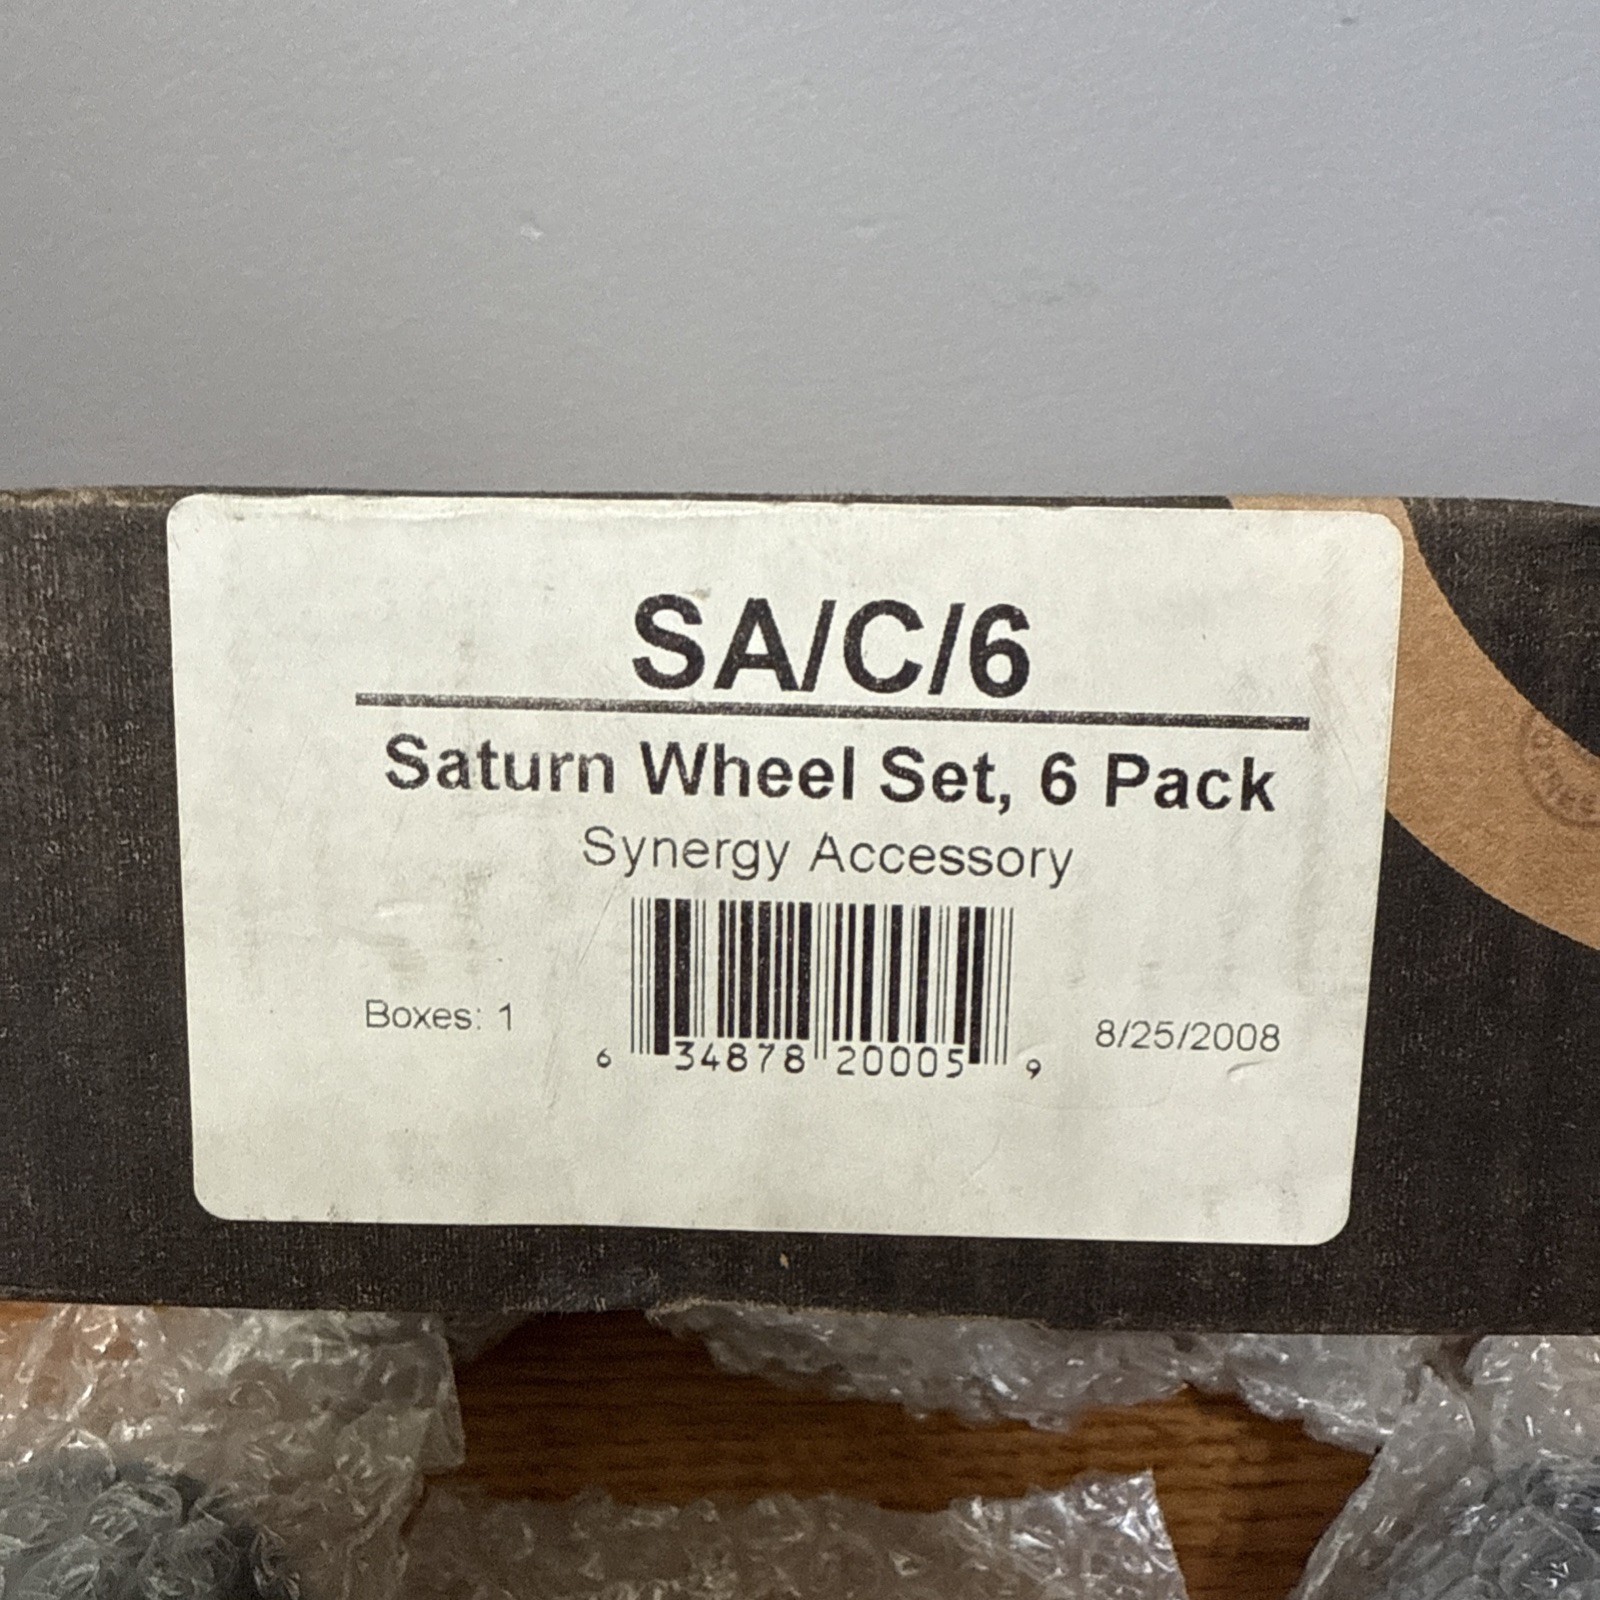 SA/C/6
Saturn Wheel Set, 6 Pack
Synergy Accessory
Boxes: 1
6 34878 20005 9
8/25/2008